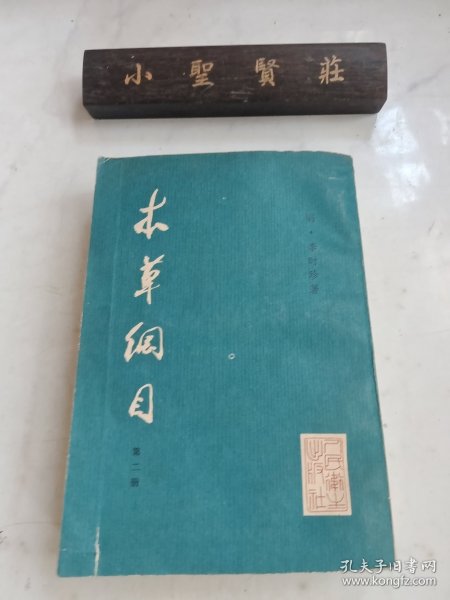 小聖賢莊
本草綱目
第二册
明·李时珍著
人民衛生
出版社
孔夫子旧书网
www.kongfz.com